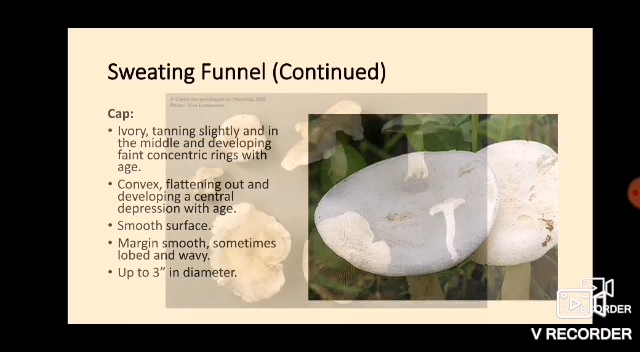 Sweating Funnel (Continued)
Cap:
• Ivory, tanning slightly and in
the middle and developing
faint concentric rings with
age.
• Convex, flattening out and
developing a central
depression with age.
• Smooth surface.
• Margin smooth, sometimes
lobed and wavy.
• Up to 3” in diameter.
RECORDER
V RECORDER